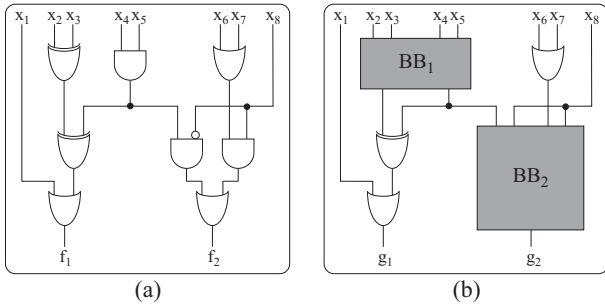 x₁ x₂ x₃ x₄ x₅ x₆ x₇ x₈
f₁ f₂
(a)
x₁ x₂ x₃ x₄ x₅ x₆ x₇ x₈
BB₁
BB₂
g₁ g₂
(b)